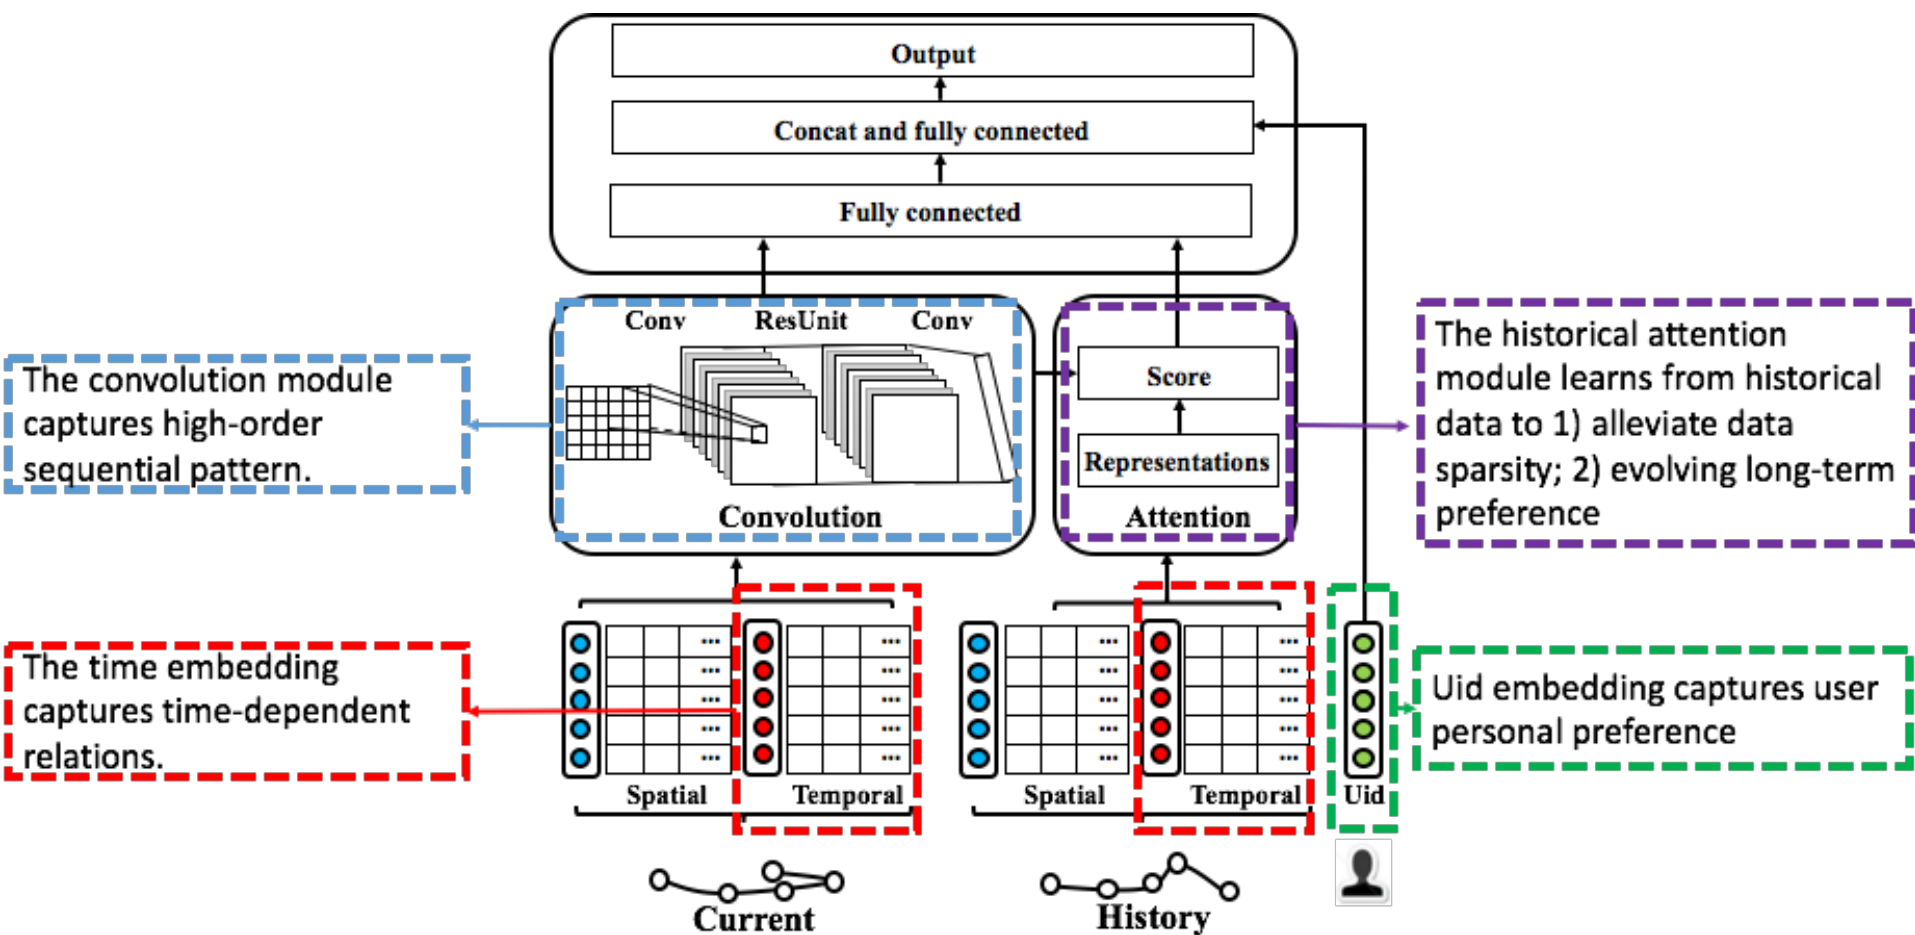 Output
Concat and fully connected
Fully connected
Conv ResUnit Conv
Convolution
Score
Representations
Attention
The convolution module
captures high-order
sequential pattern.
The historical attention
module learns from historical
data to 1) alleviate data
sparsity; 2) evolving long-term
preference
The time embedding
captures time-dependent
relations.
... ...
... ...
... ...
... ...
... ...
Spatial Temporal
... ...
... ...
... ...
... ...
... ...
Spatial Temporal
Uid
Uid embedding captures user
personal preference
Current
History